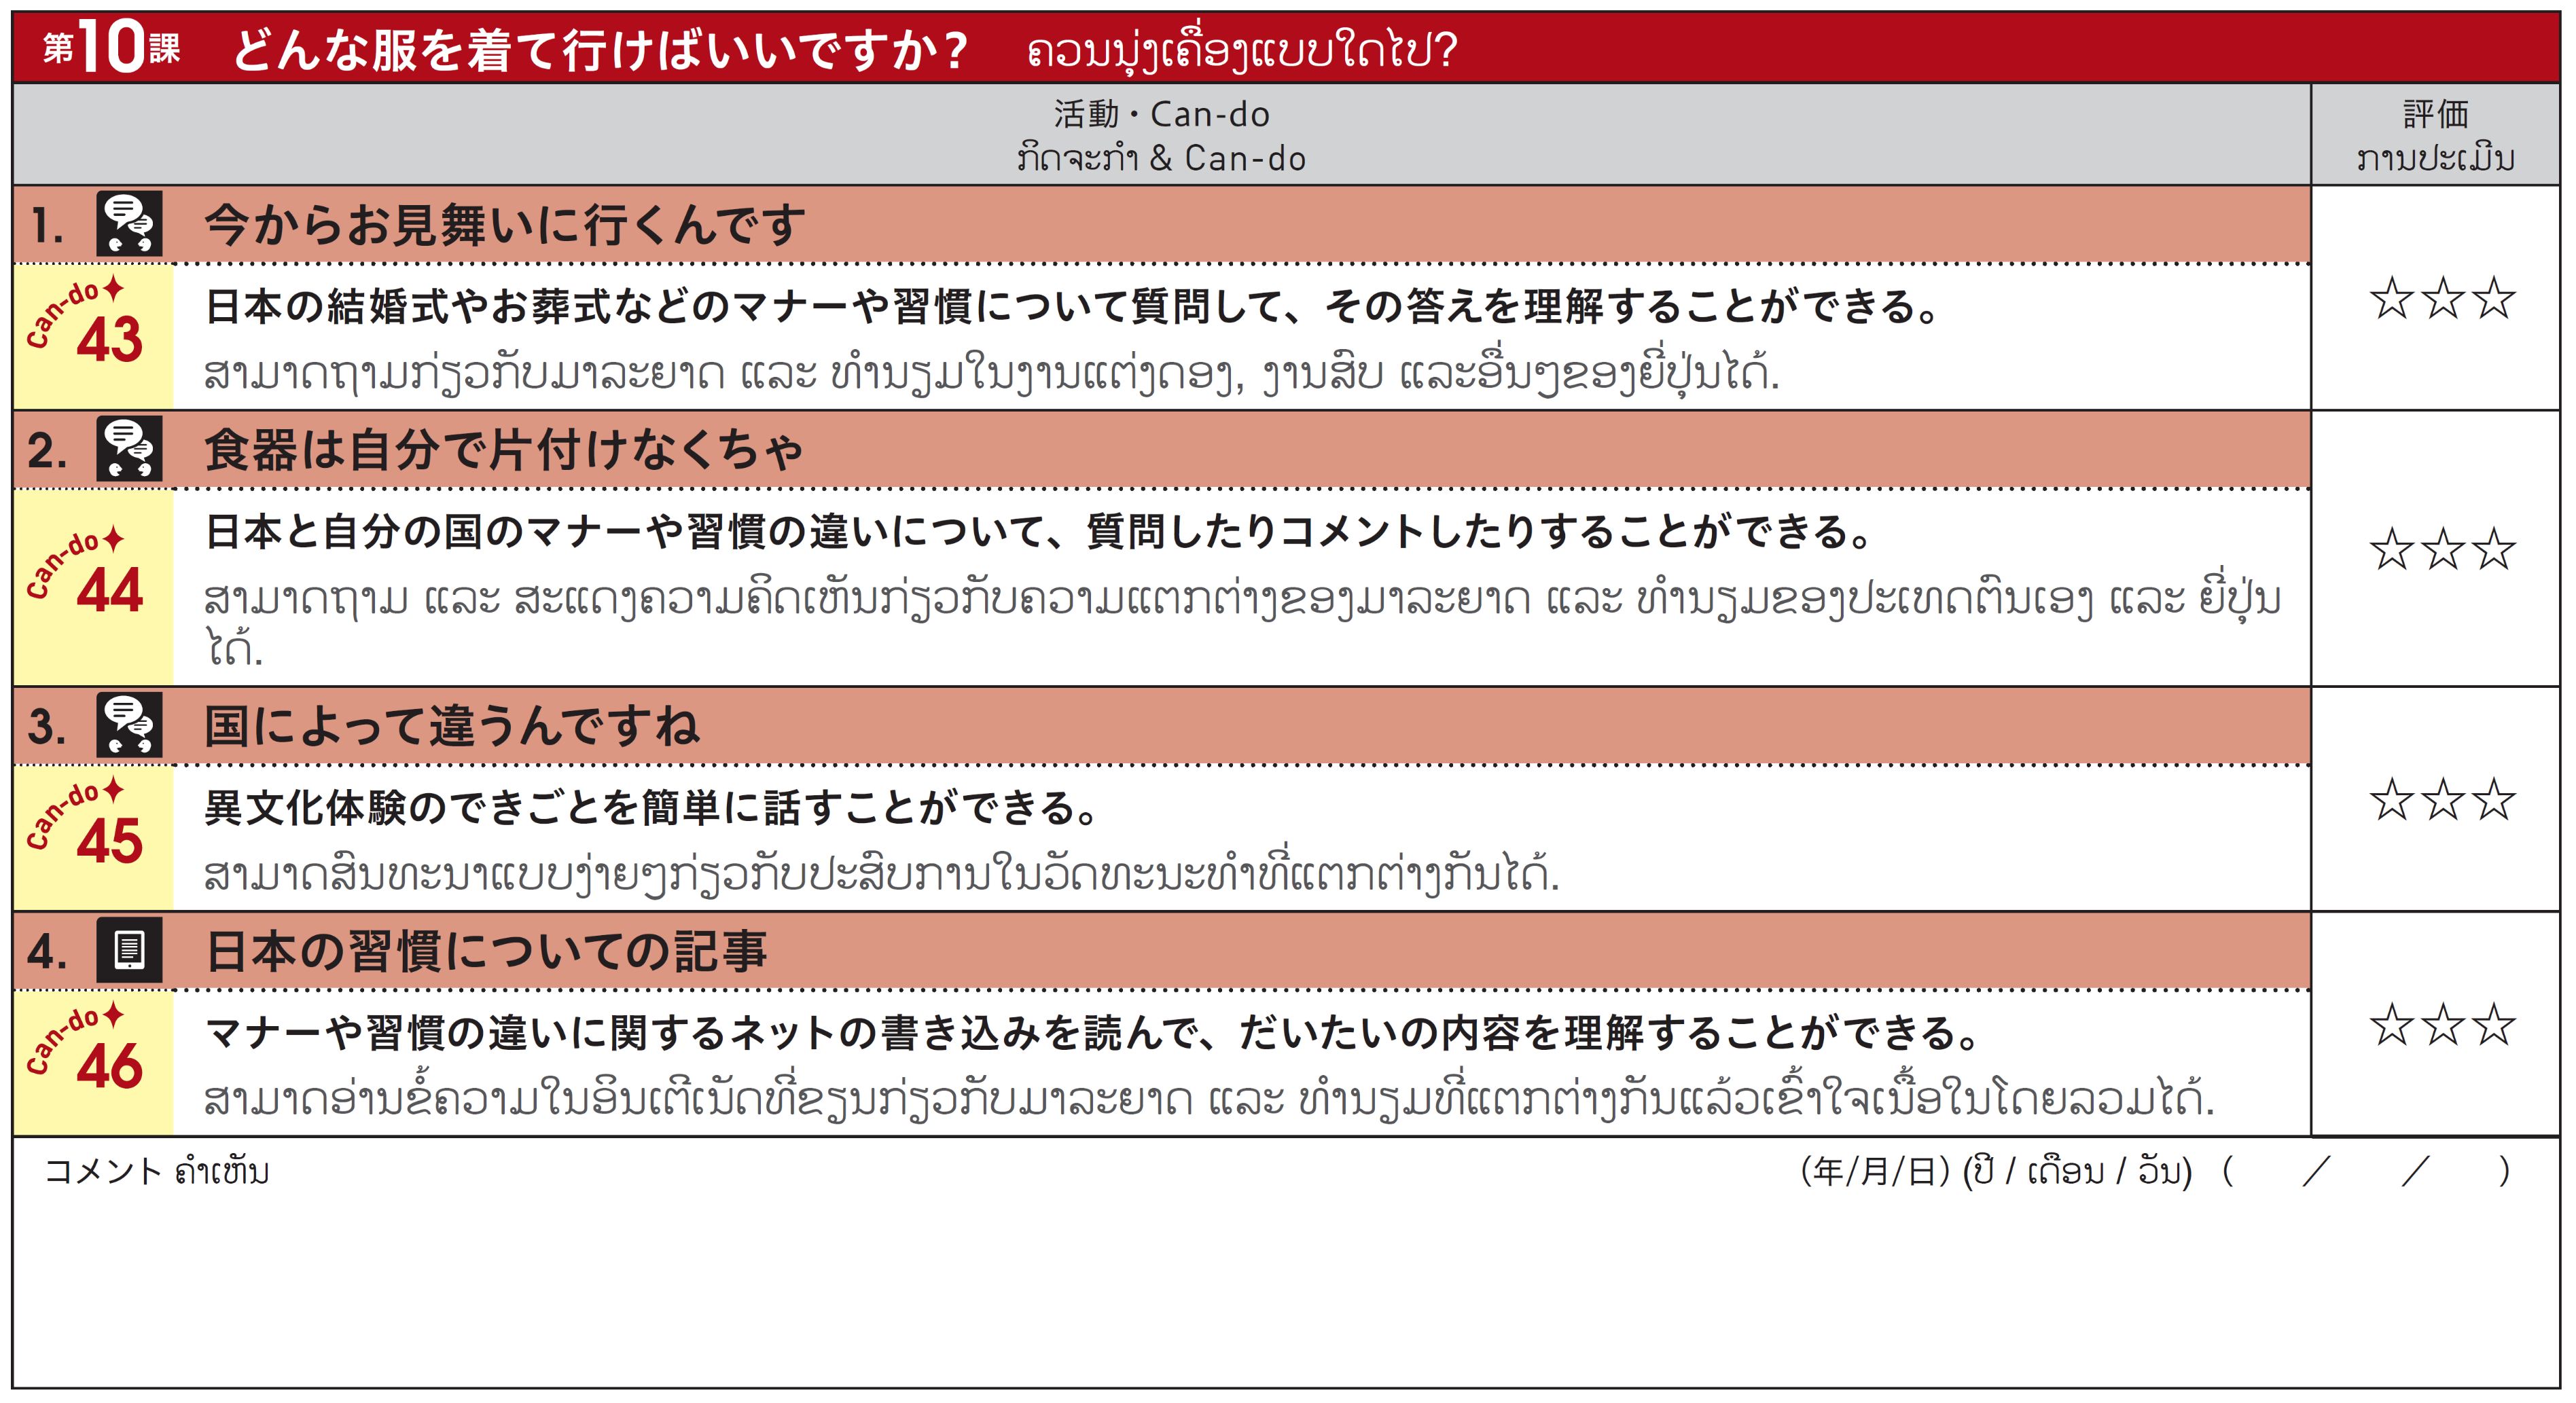 第10課 どんな服を着て行けばいいですか？ ຄວນນຸ່ງເຄື່ອງແບບໃດໄປ?
活動・Can-do
ກິດຈະກຳ & Can-do
評価
ການປະເມີນ
1. 今からお見舞いに行くんです
Can-do 43
日本の結婚式やお葬式などのマナーや習慣について質問して、その答えを理解することができる。
ສາມາດຖາມກ່ຽວກັບມາລະຍາດ ແລະ ທຳນຽມໃນງານແຕ່ງດອງ, ງານສົບ ແລະອື່ນໆຂອງຍີ່ປຸ່ນໄດ້.
☆☆☆
2. 食器は自分で片付けなくちゃ
Can-do 44
日本と自分の国のマナーや習慣の違いについて、質問したりコメントしたりすることができる。
ສາມາດຖາມ ແລະ ສະແດງຄວາມຄິດເຫັນກ່ຽວກັບຄວາມແຕກຕ່າງຂອງມາລະຍາດ ແລະ ທຳນຽມຂອງປະເທດຕົນເອງ ແລະ ຍີ່ປຸ່ນ
ໄດ້.
☆☆☆
3. 国によって違うんですね
Can-do 45
異文化体験のできごとを簡単に話すことができる。
ສາມາດສົນທະນາແບບງ່າຍໆກ່ຽວກັບປະສົບການໃນວັດທະນະທຳທີ່ແຕກຕ່າງກັນໄດ້.
☆☆☆
4. 日本の習慣についての記事
Can-do 46
マナーや習慣の違いに関するネットの書き込みを読んで、だいたいの内容を理解することができる。
ສາມາດອ່ານຂໍ້ຄວາມໃນອິນເຕີເນັດທີ່ຂຽນກ່ຽວກັບມາລະຍາດ ແລະ ທຳນຽມທີ່ແຕກຕ່າງກັນແລ້ວເຂົ້າໃຈເນື້ອໃນໂດຍລວມໄດ້.
☆☆☆
コメント ຄຳເຫັນ
（年/月/日）(ປີ / ເດືອນ / ວັນ) （ ／ ／ ）